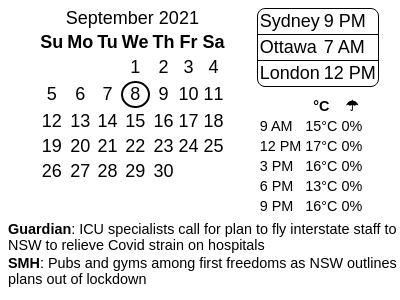 September 2021
Su Mo Tu We Th Fr Sa
1 2 3 4
5 6 7 8 9 10 11
12 13 14 15 16 17 18
19 20 21 22 23 24 25
26 27 28 29 30
Sydney 9 PM
Ottawa 7 AM
London 12 PM
°C ☂
9 AM 15°C 0%
12 PM 17°C 0%
3 PM 16°C 0%
6 PM 13°C 0%
9 PM 16°C 0%
Guardian: ICU specialists call for plan to fly interstate staff to
NSW to relieve Covid strain on hospitals
SMH: Pubs and gyms among first freedoms as NSW outlines
plans out of lockdown